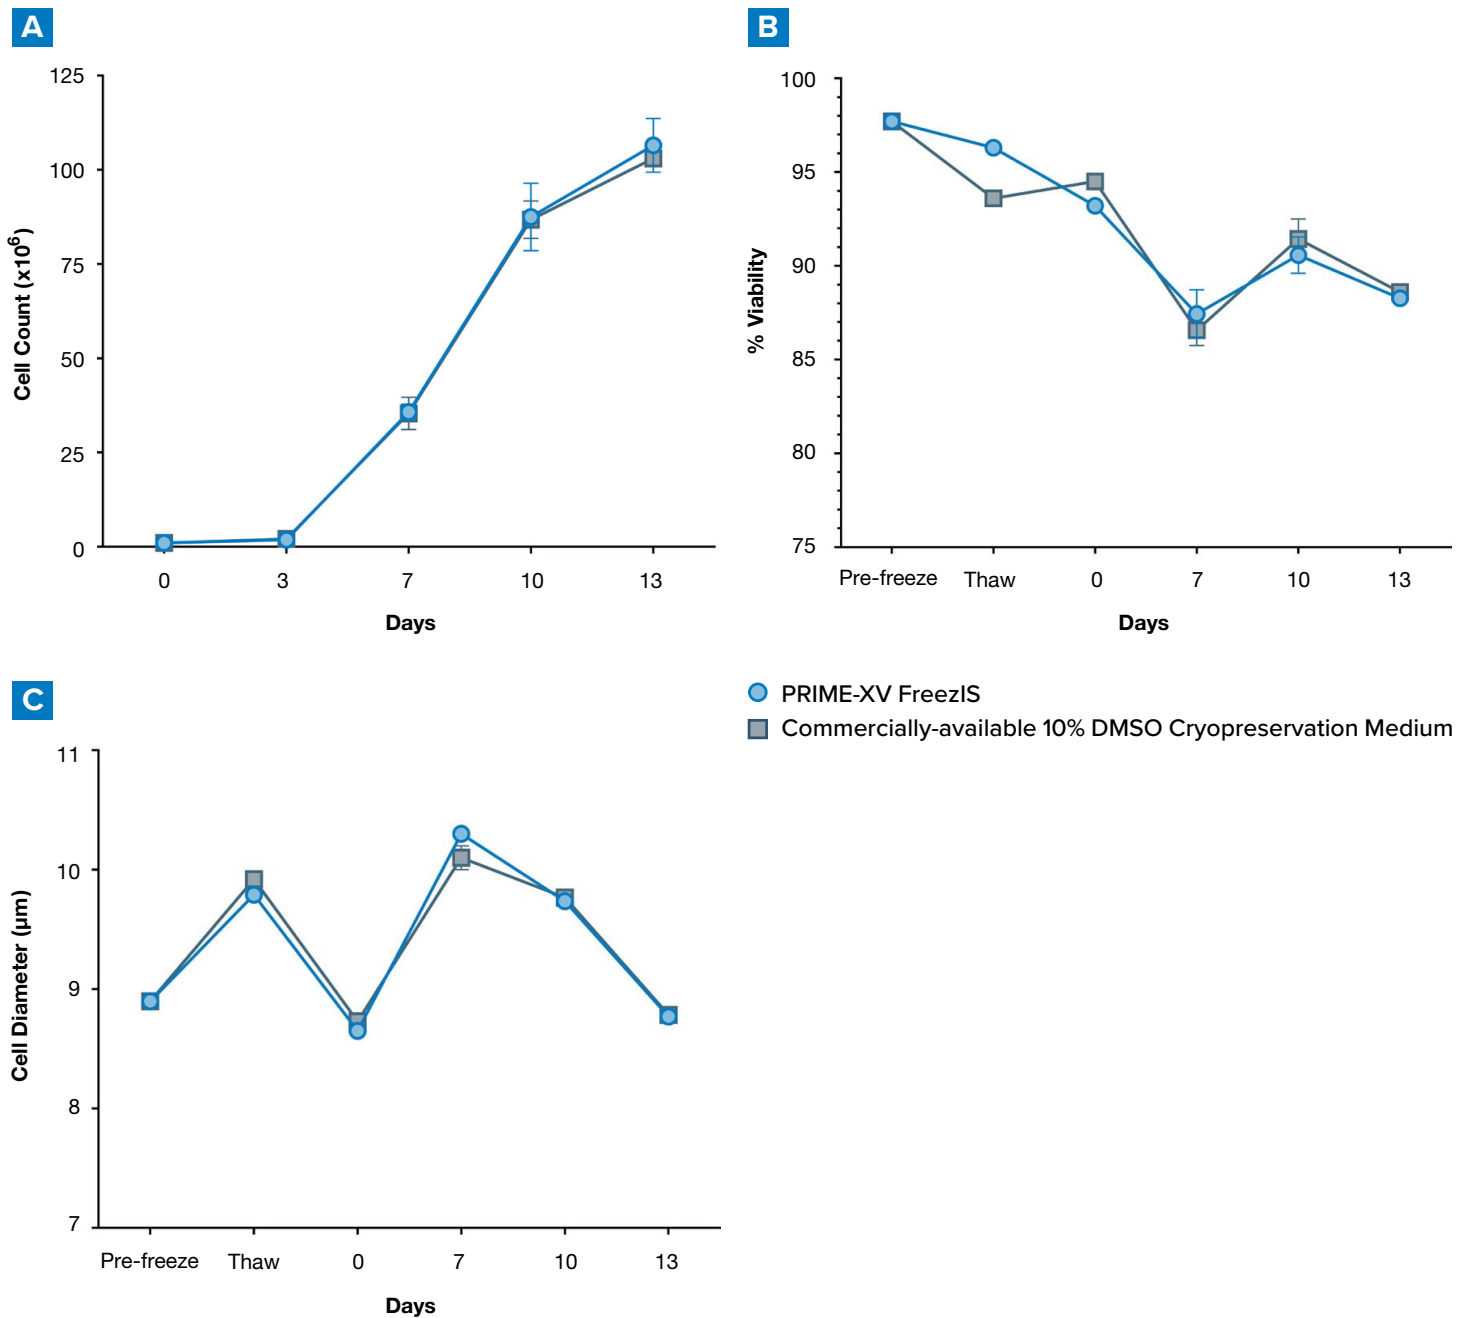 A
125
100
75
50
25
0
Cell Count (x10⁶)
0 3 7 10 13
Days
B
100
95
90
85
80
75
% Viability
Pre-freeze Thaw 0 7 10 13
Days
PRIME-XV FreezIS
Commercially-available 10% DMSO Cryopreservation Medium
C
11
10
9
8
7
Cell Diameter (µm)
Pre-freeze Thaw 0 7 10 13
Days